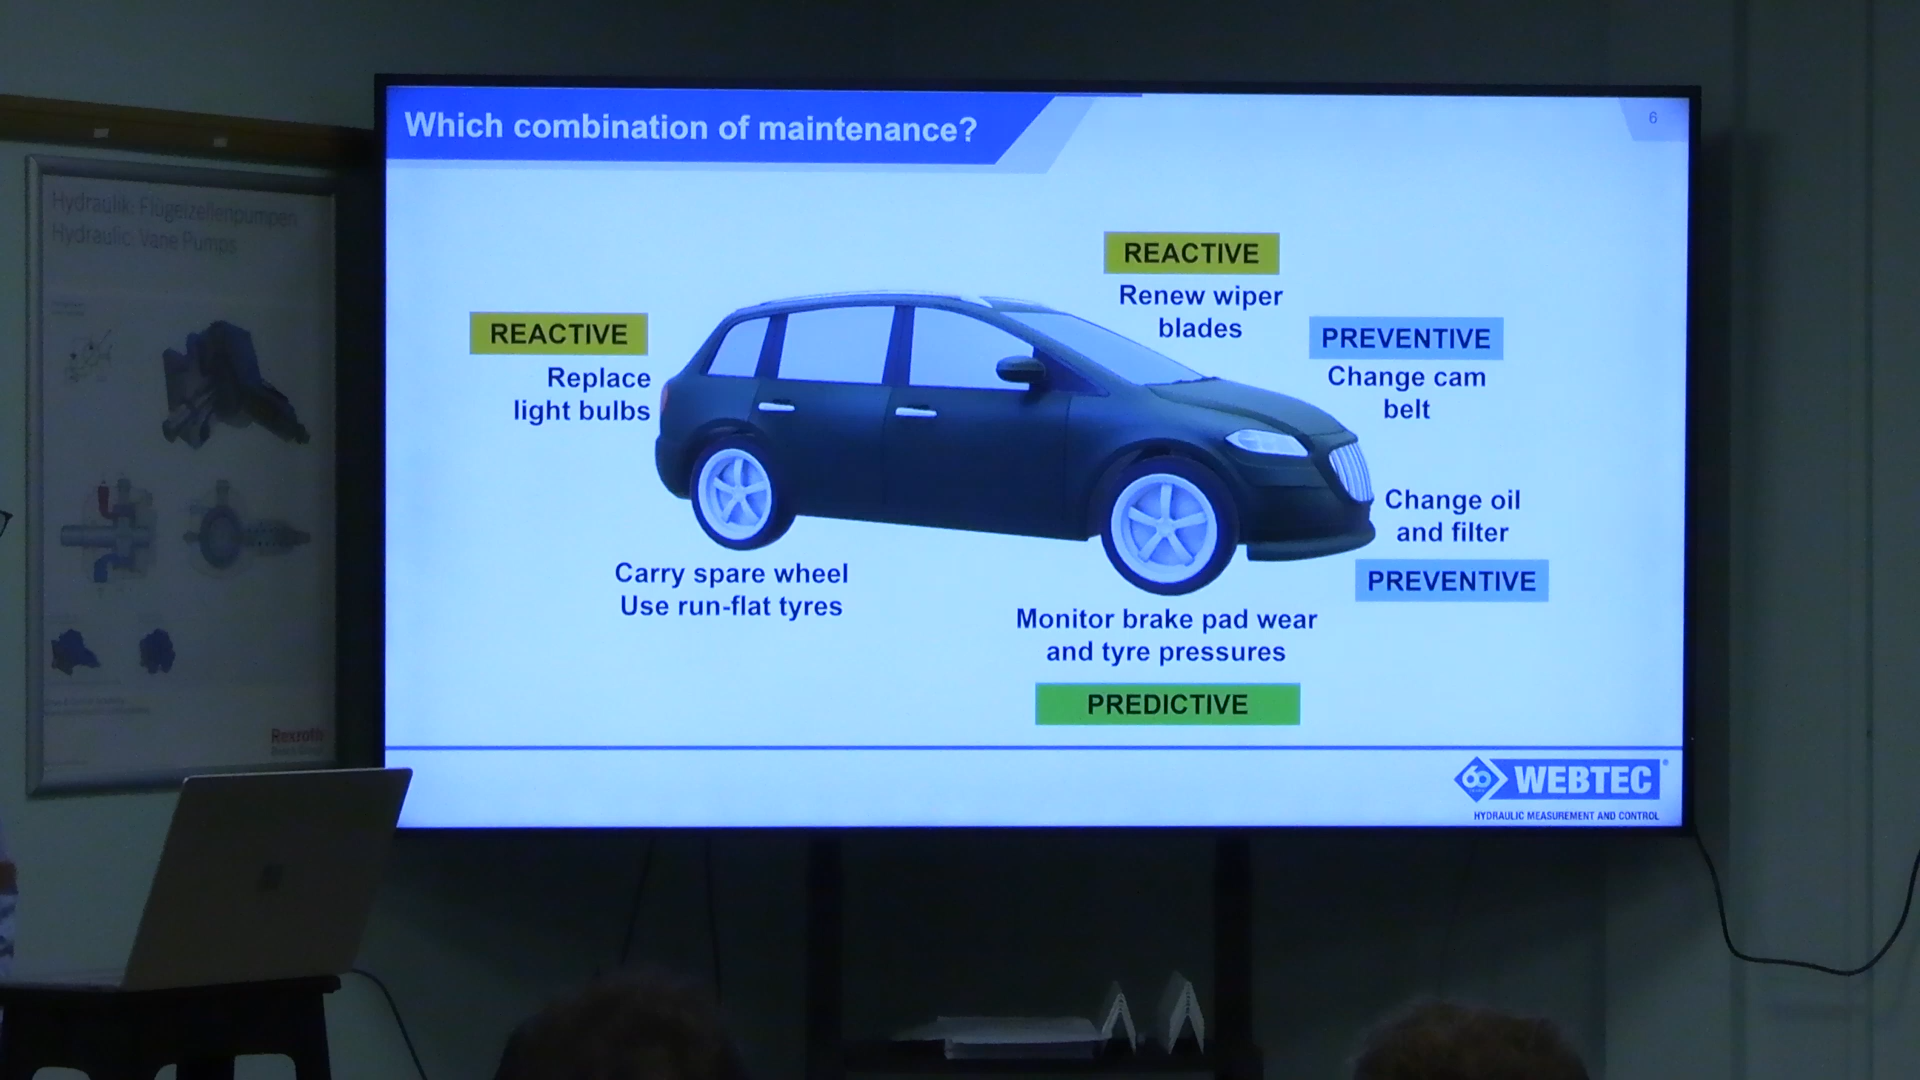 Which combination of maintenance?
6
REACTIVE
Renew wiper
blades
REACTIVE
Replace
light bulbs
PREVENTIVE
Change cam
belt
Change oil
and filter
PREVENTIVE
Carry spare wheel
Use run-flat tyres
Monitor brake pad wear
and tyre pressures
PREDICTIVE
60
WEBTEC
HYDRAULIC MEASUREMENT AND CONTROL
Hydraulik: Flügelzellenpumpen
Hydraulic: Vane Pumps
Rexroth